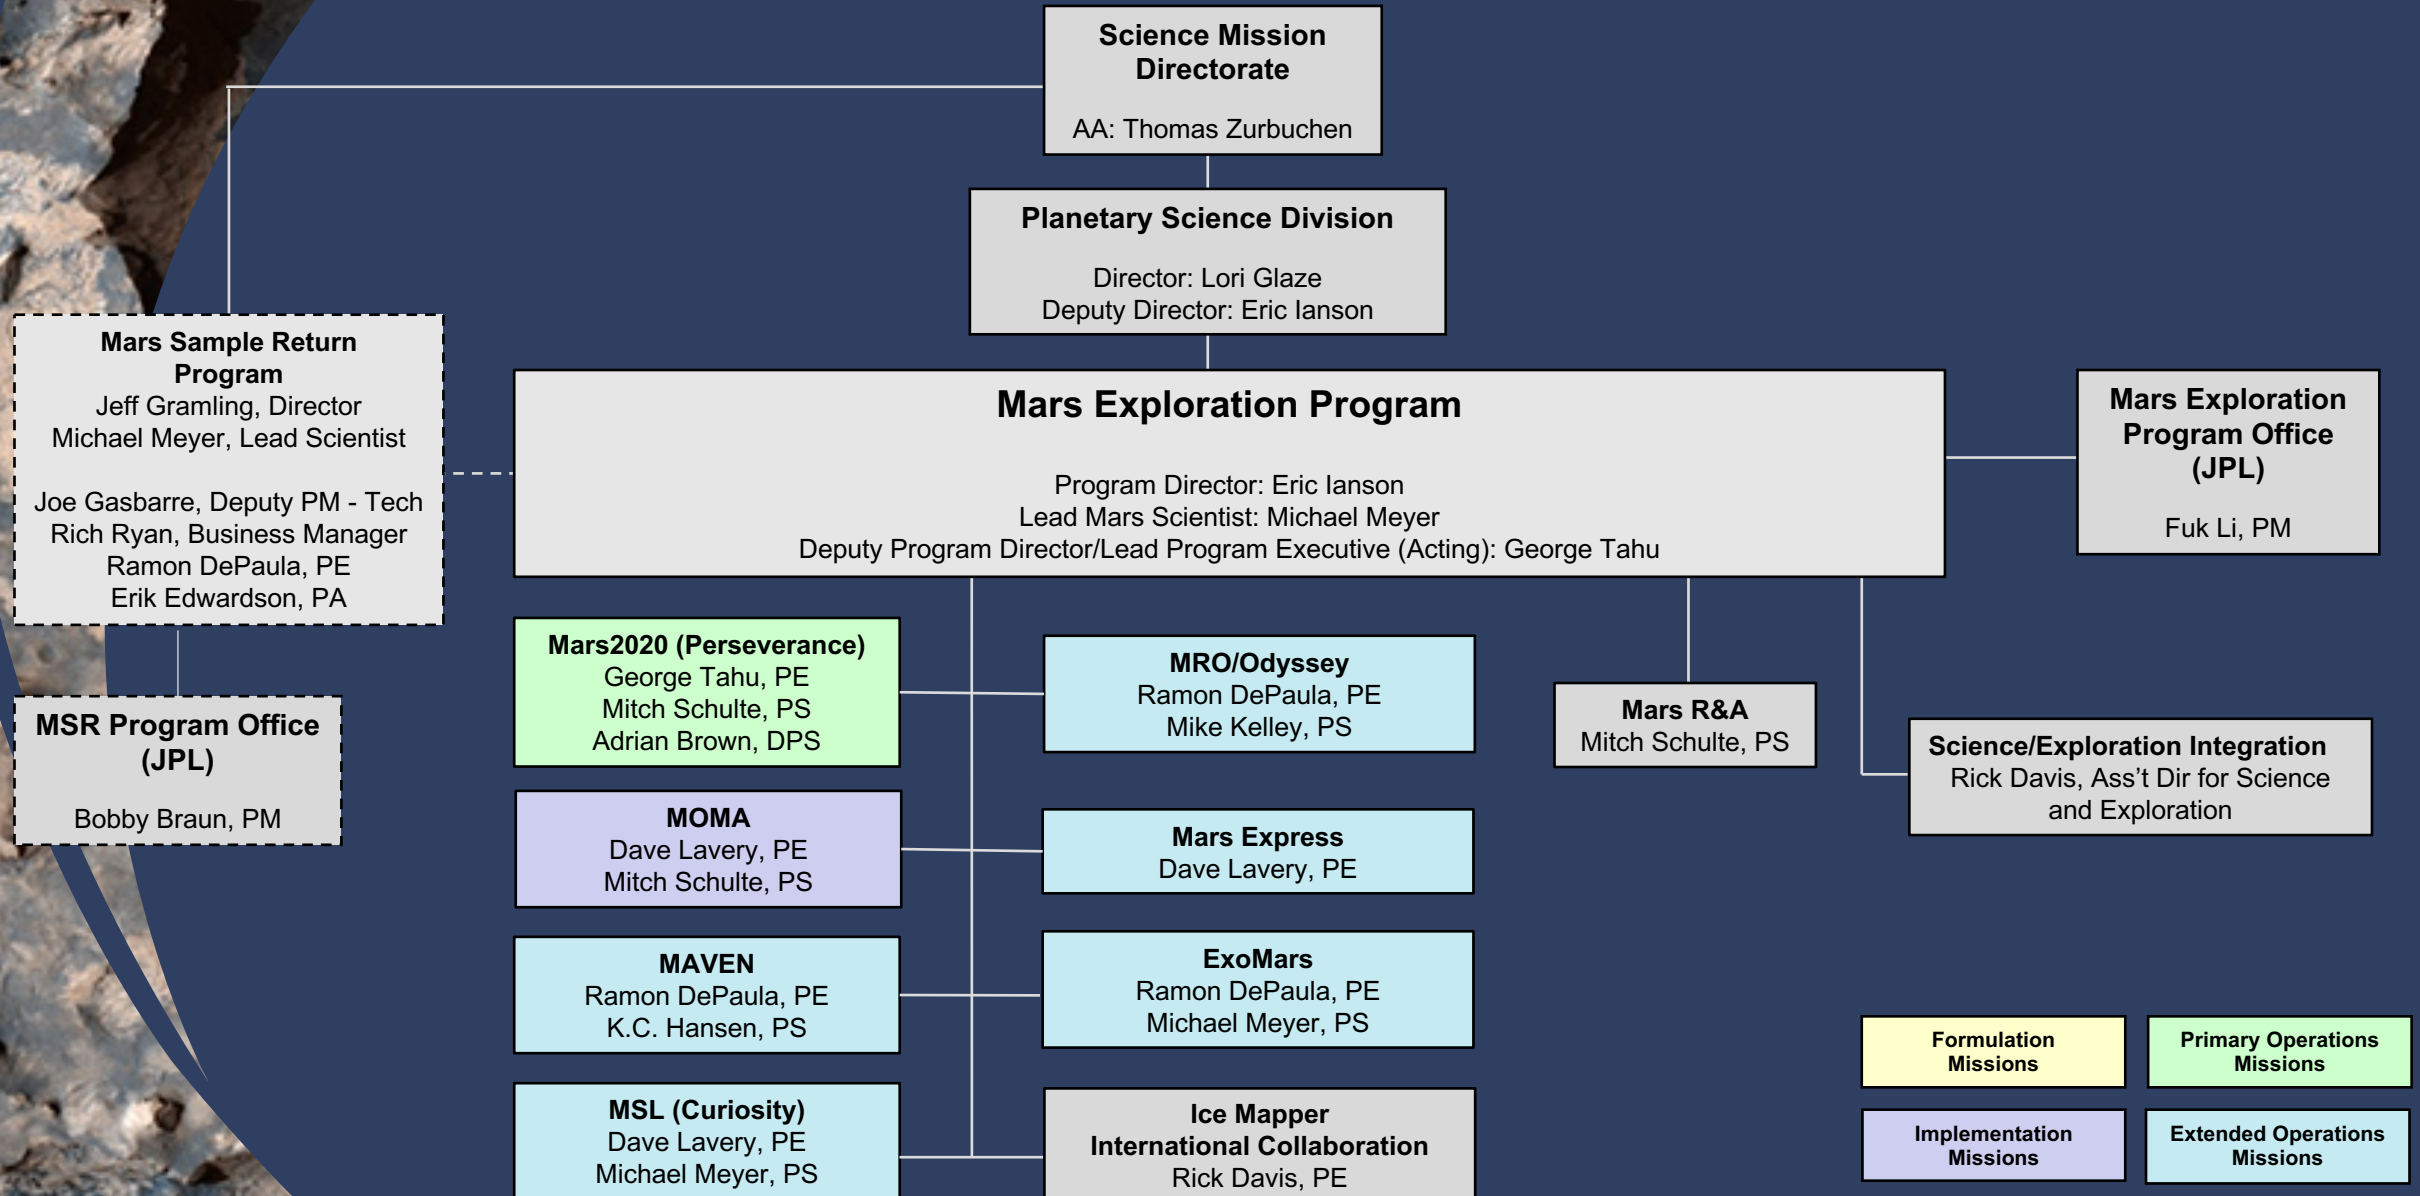 Science Mission
Directorate
AA: Thomas Zurbuchen
Planetary Science Division
Director: Lori Glaze
Deputy Director: Eric Ianson
Mars Sample Return
Program
Jeff Gramling, Director
Michael Meyer, Lead Scientist
Joe Gasbarre, Deputy PM - Tech
Rich Ryan, Business Manager
Ramon DePaula, PE
Erik Edwardson, PA
Mars Exploration Program
Program Director: Eric Ianson
Lead Mars Scientist: Michael Meyer
Deputy Program Director/Lead Program Executive (Acting): George Tahu
Mars Exploration
Program Office
(JPL)
Fuk Li, PM
MSR Program Office
(JPL)
Bobby Braun, PM
Mars2020 (Perseverance)
George Tahu, PE
Mitch Schulte, PS
Adrian Brown, DPS
MRO/Odyssey
Ramon DePaula, PE
Mike Kelley, PS
Mars R&A
Mitch Schulte, PS
Science/Exploration Integration
Rick Davis, Ass’t Dir for Science
and Exploration
MOMA
Dave Lavery, PE
Mitch Schulte, PS
Mars Express
Dave Lavery, PE
MAVEN
Ramon DePaula, PE
K.C. Hansen, PS
ExoMars
Ramon DePaula, PE
Michael Meyer, PS
MSL (Curiosity)
Dave Lavery, PE
Michael Meyer, PS
Ice Mapper
International Collaboration
Rick Davis, PE
Formulation
Missions
Primary Operations
Missions
Implementation
Missions
Extended Operations
Missions